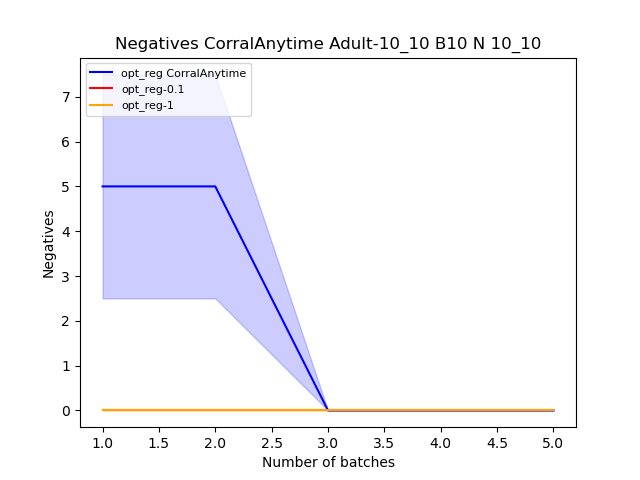 Negatives CorralAnytime Adult-10_10 B10 N 10_10
opt_reg CorralAnytime
opt_reg-0.1
opt_reg-1
7
6
5
4
3
2
1
0
Negatives
1.0 1.5 2.0 2.5 3.0 3.5 4.0 4.5 5.0
Number of batches